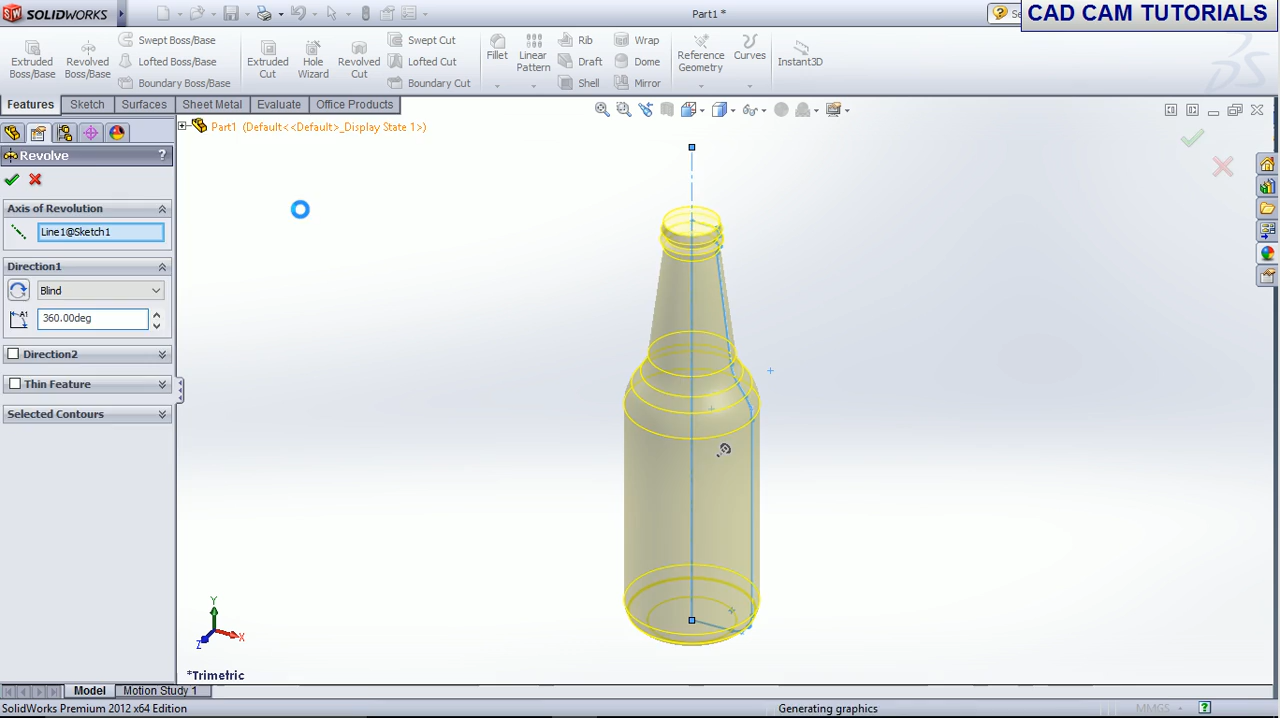 SOLIDWORKS
Part1 *
CAD CAM TUTORIALS
Extruded Boss/Base
Revolved Boss/Base
Swept Boss/Base
Lofted Boss/Base
Boundary Boss/Base
Extruded Cut
Hole Wizard
Revolved Cut
Swept Cut
Lofted Cut
Boundary Cut
Fillet
Linear Pattern
Rib
Draft
Shell
Wrap
Dome
Mirror
Reference Geometry
Curves
Instant3D
Features
Sketch
Surfaces
Sheet Metal
Evaluate
Office Products
Part1 (Default<<Default>_Display State 1>)
Revolve
?
Axis of Revolution
Line1@Sketch1
Direction1
Blind
A1
360.00deg
Direction2
Thin Feature
Selected Contours
Y
X
Z
*Trimetric
Model
Motion Study 1
SolidWorks Premium 2012 x64 Edition
Generating graphics
MMGS
?